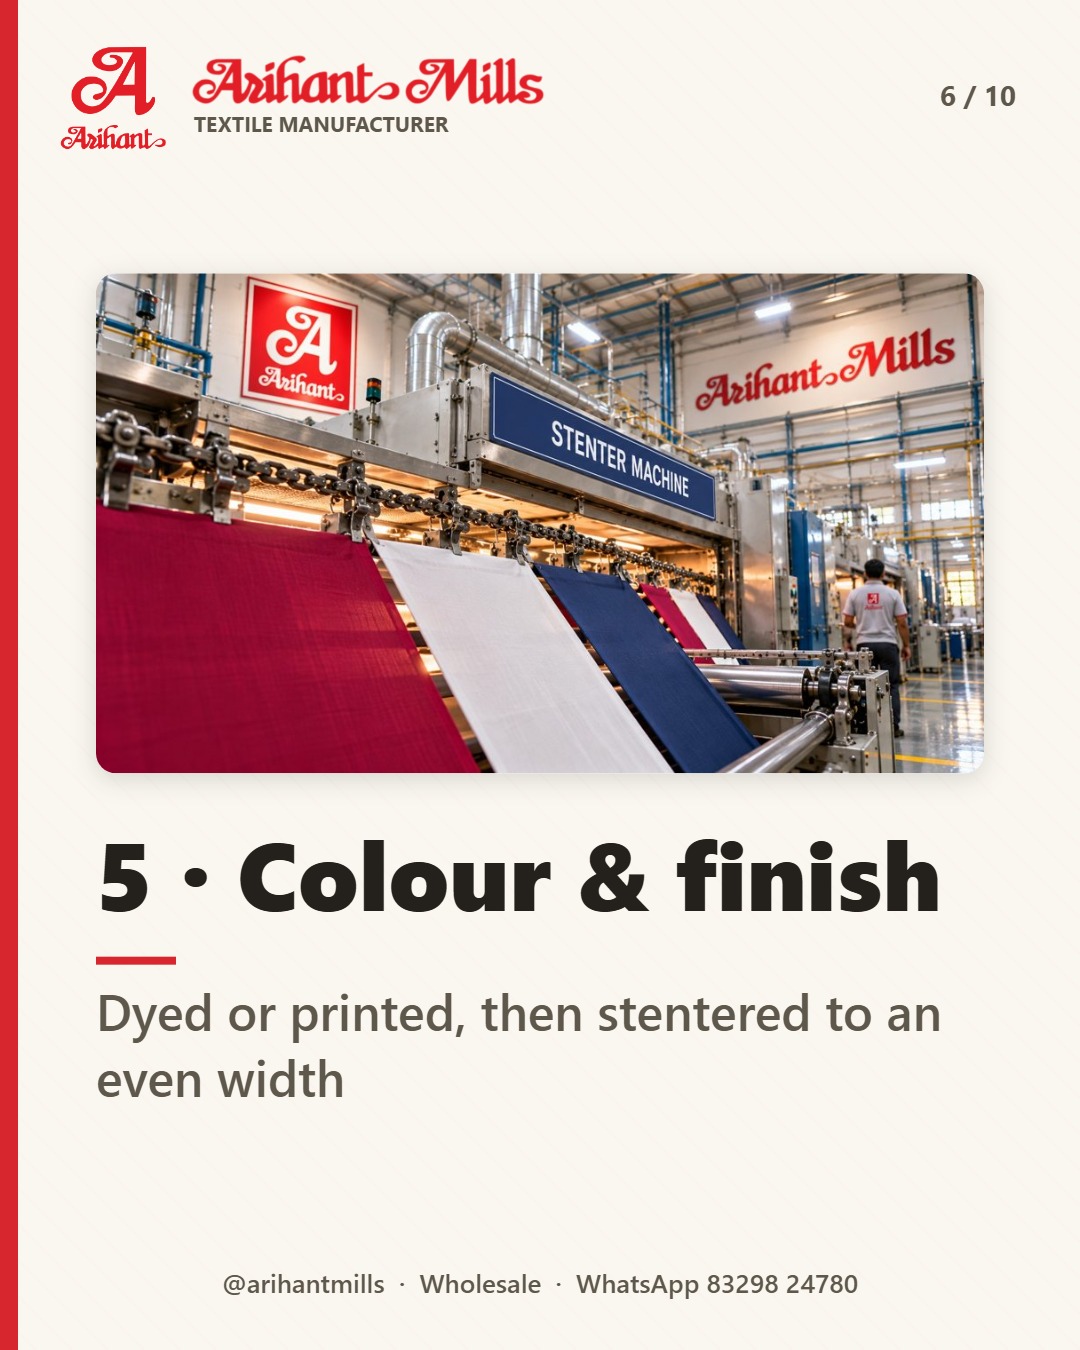 A
Arihant
Arihant Mills
TEXTILE MANUFACTURER
6 / 10
A
Arihant
Arihant Mills
STENTER MACHINE
A
Arihant
5 · Colour & finish
Dyed or printed, then stentered to an
even width
@arihantmills · Wholesale · WhatsApp 83298 24780